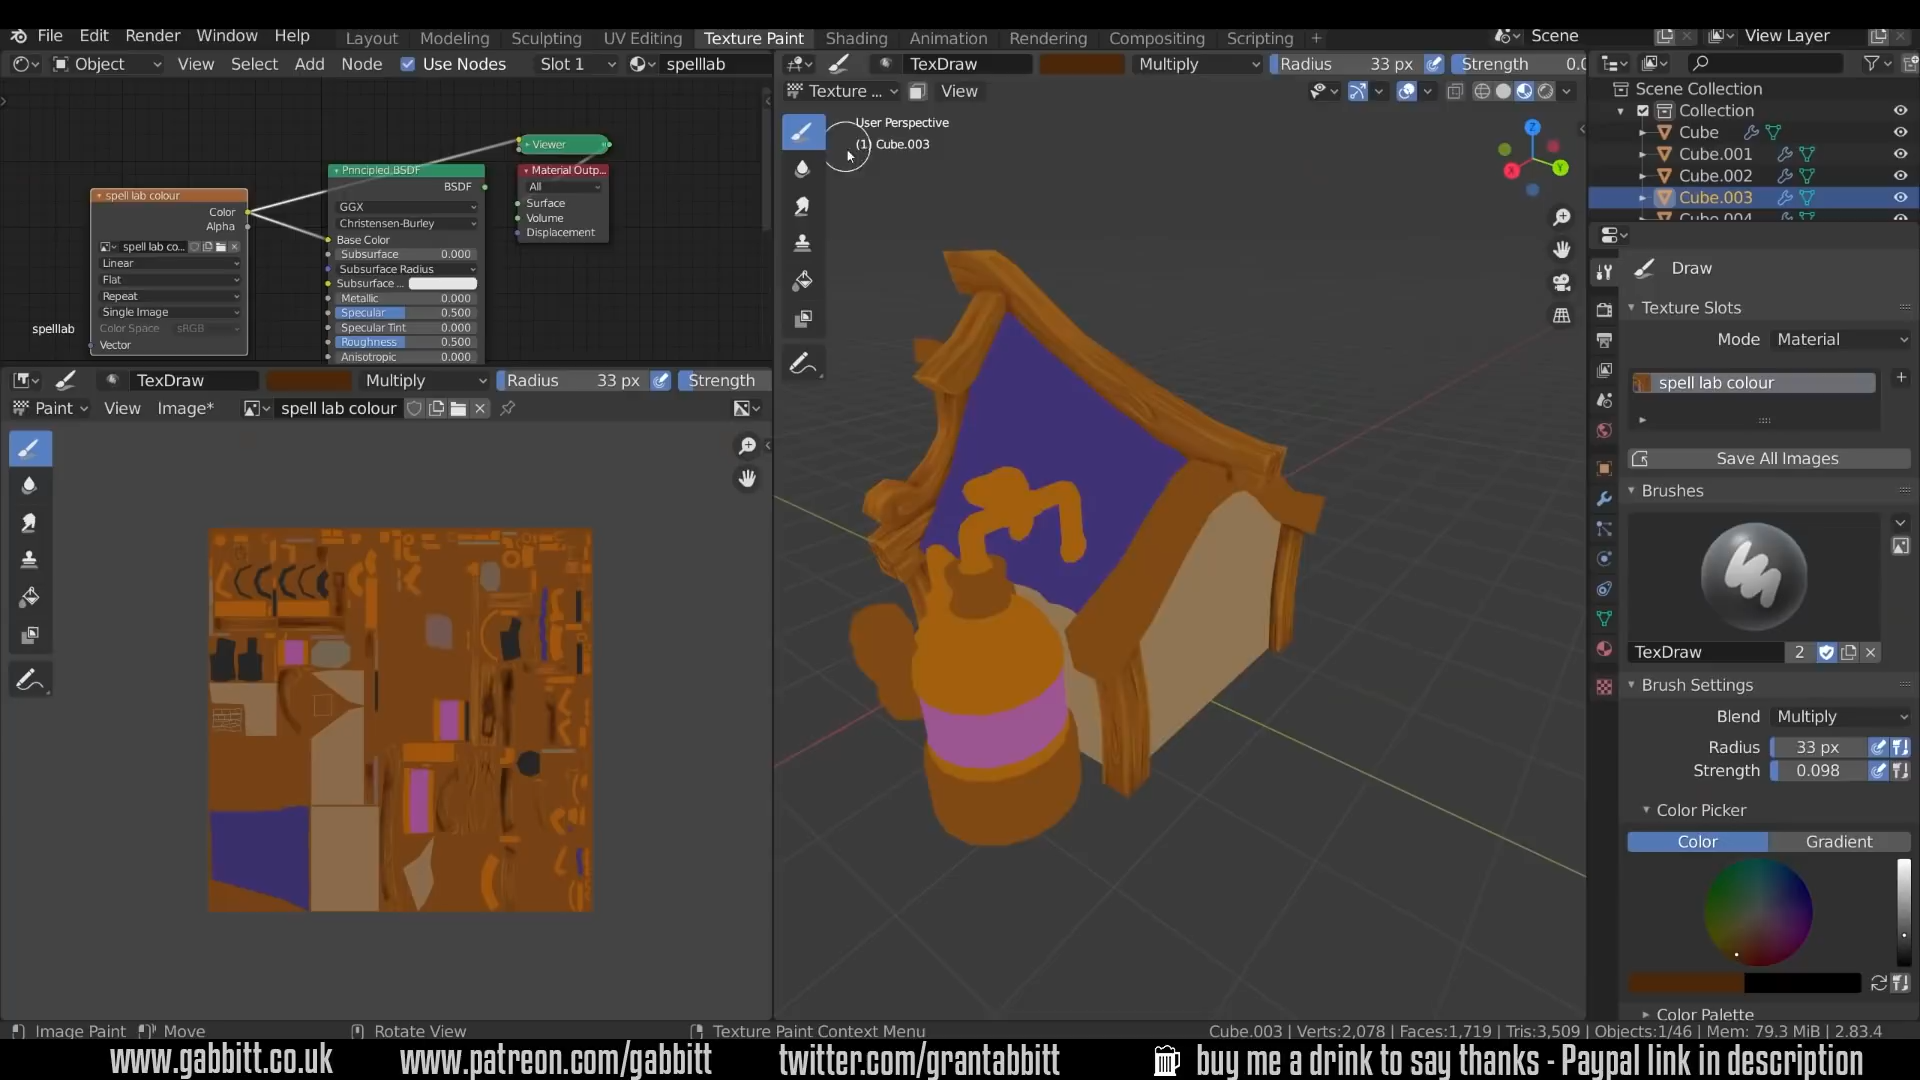 File Edit Render Window Help Layout Modeling Sculpting UV Editing Texture Paint Shading Animation Rendering Compositing Scripting + Scene View Layer
Object View Select Add Node Use Nodes Slot 1 spelllab
TexDraw Multiply Radius 33 px Strength 0.0
Texture ... View
User Perspective
(1) Cube.003
Viewer
Principled BSDF
BSDF
GGX
Christensen-Burley
Base Color
Subsurface 0.000
Subsurface Radius
Subsurface ...
Metallic 0.000
Specular 0.500
Specular Tint 0.000
Roughness 0.500
Anisotropic 0.000
Material Outp...
All
Surface
Volume
Displacement
spell lab colour
Color
Alpha
spell lab co...
Linear
Flat
Repeat
Single Image
Color Space sRGB
Vector
spelllab
TexDraw Multiply Radius 33 px Strength
Paint View Image* spell lab colour
Scene Collection
Collection
Cube
Cube.001
Cube.002
Cube.003
Cube.004
Draw
Texture Slots
Mode Material
spell lab colour
Save All Images
Brushes
TexDraw 2
Brush Settings
Blend Multiply
Radius 33 px
Strength 0.098
Color Picker
Color Gradient
Color Palette
Image Paint Move Rotate View Texture Paint Context Menu Cube.003 | Verts:2,078 | Faces:1,719 | Tris:3,509 | Objects:1/46 | Mem: 79.3 MiB | 2.83.4
www.gabbitt.co.uk www.patreon.com/gabbitt twitter.com/grantabbitt buy me a drink to say thanks - Paypal link in description